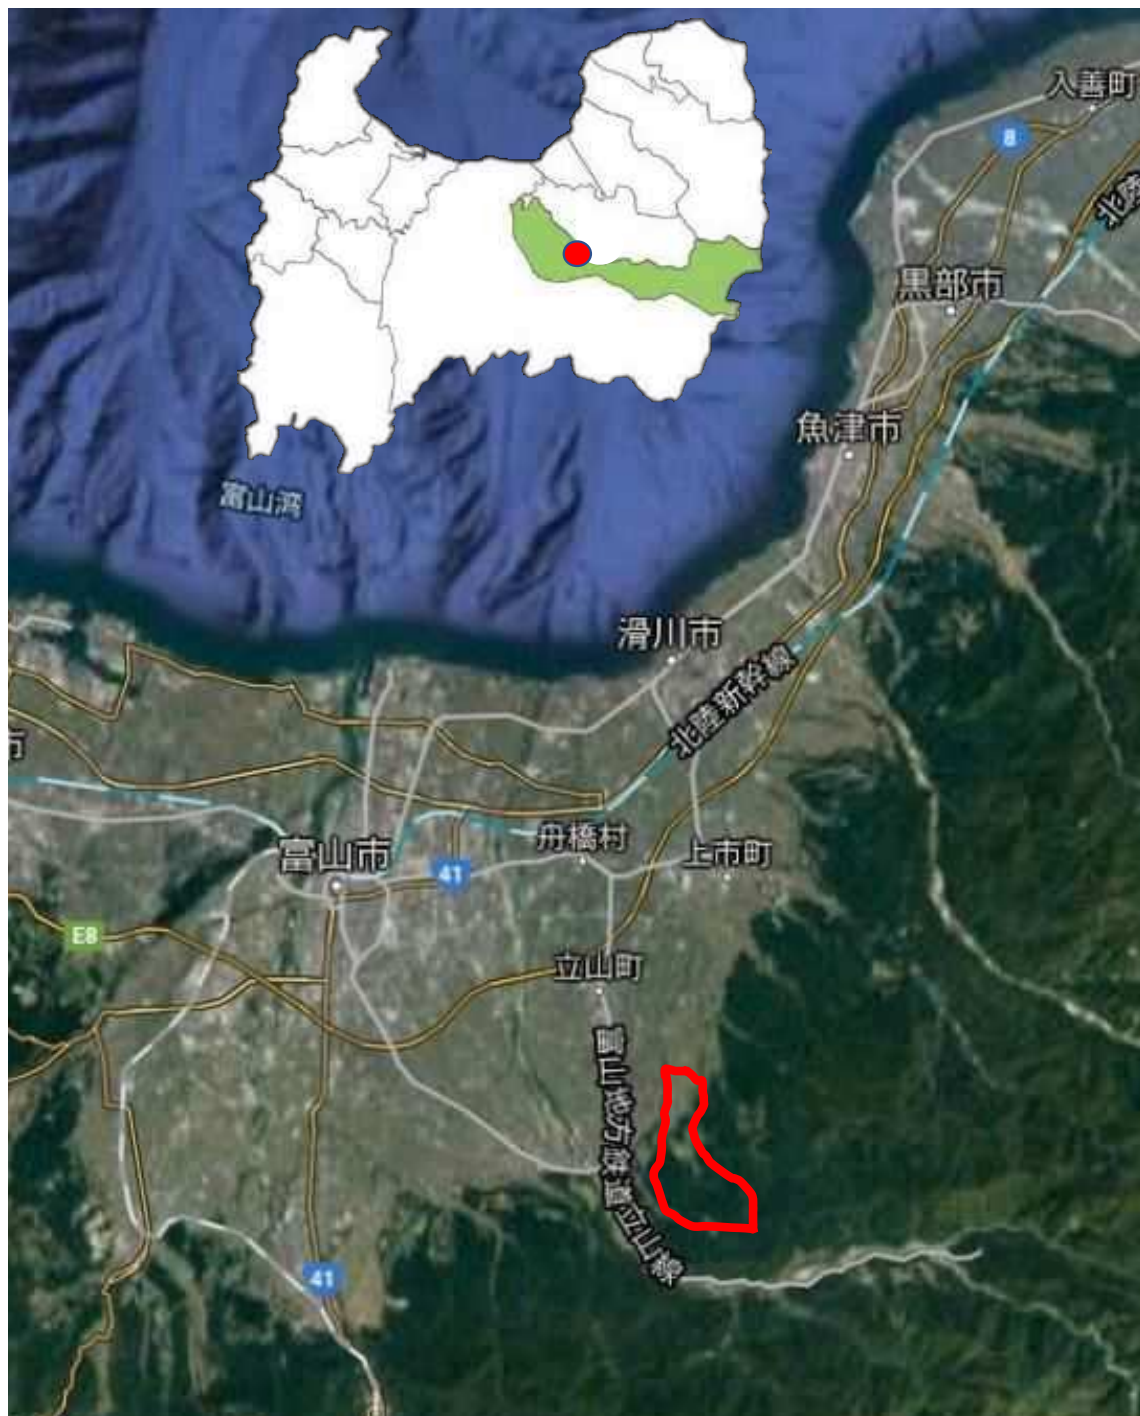 入善町
8
北陸
黒部市
魚津市
富山湾
滑川市
北陸新幹線
市
舟橋村
富山市
上市町
41
E8
立山町
富山地方鉄道立山線
41